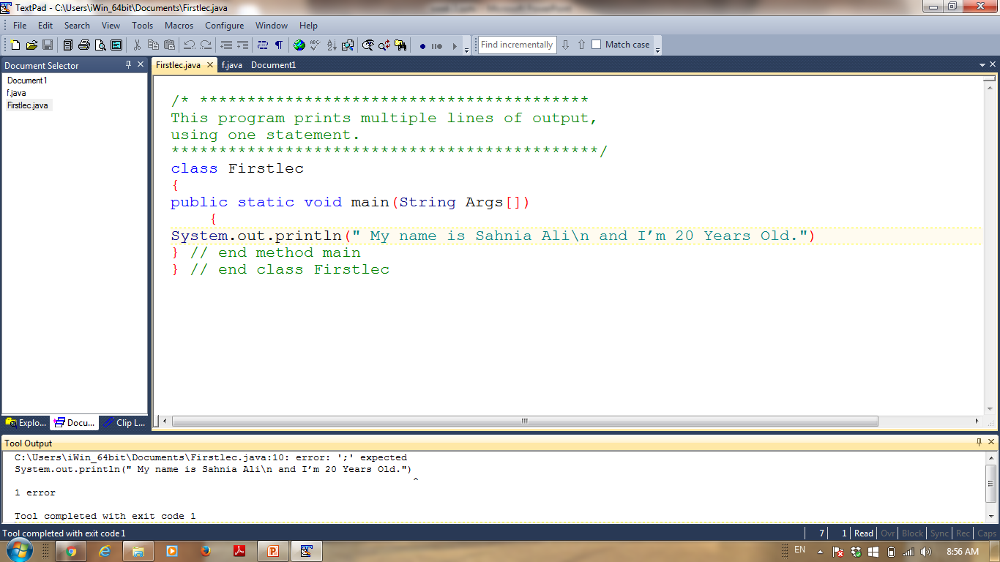 TextPad - C:\Users\iWin_64bit\Documents\Firstlec.java
File Edit Search View Tools Macros Configure Window Help
Find incrementally Match case
Document Selector
Document1
f.java
Firstlec.java
Explo... Docu... Clip L...
Firstlec.java f.java Document1
/* *****************************************
This program prints multiple lines of output,
using one statement.
*********************************************/
class Firstlec
{
public static void main(String Args[])
{
System.out.println(" My name is Sahnia Ali\n and I’m 20 Years Old.")
} // end method main
} // end class Firstlec
Tool Output
C:\Users\iWin_64bit\Documents\Firstlec.java:10: error: ';' expected
System.out.println(" My name is Sahnia Ali\n and I’m 20 Years Old.")
^
1 error
Tool completed with exit code 1
Tool completed with exit code 1 7 1 Read Ovr Block Sync Rec Caps
EN 8:56 AM